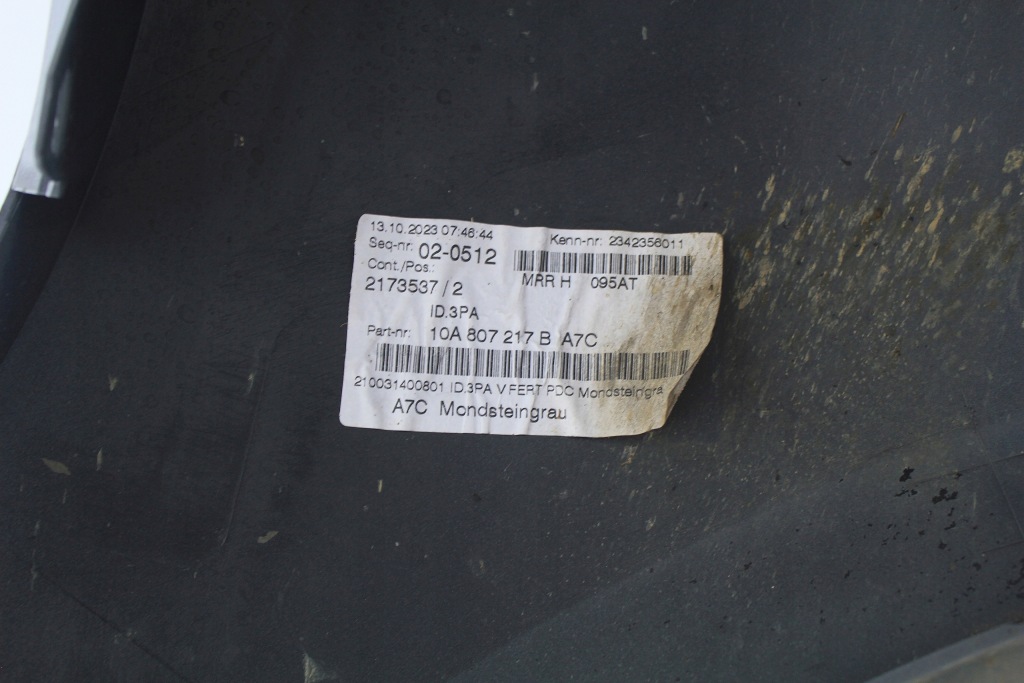 13.10.2023 07:46:44
Kenn-nr: 2342356011
Seq-nr: 02-0512
Cont./Pos.:
MRR H 095AT
2173537 / 2
ID.3PA
Part-nr: 10A 807 217 B A7C
210031400801 ID.3PA V FERT PDC Mondsteingra
A7C Mondsteingrau